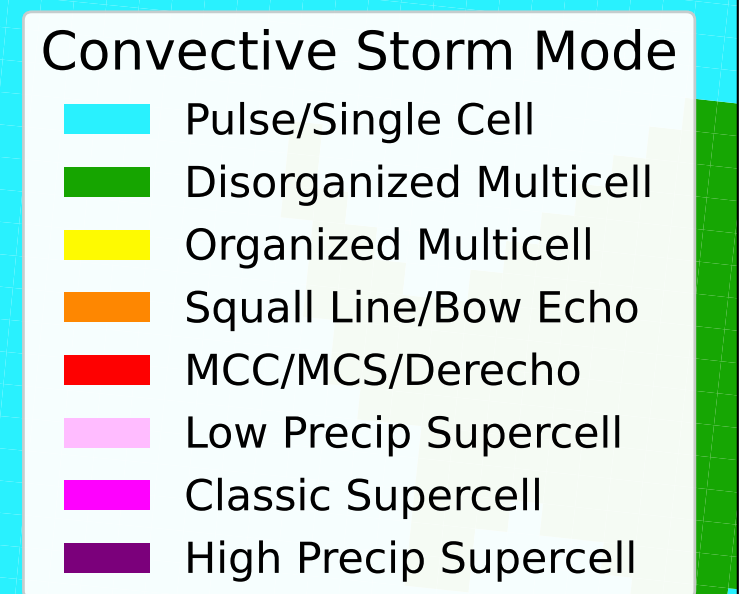 Convective Storm Mode
Pulse/Single Cell
Disorganized Multicell
Organized Multicell
Squall Line/Bow Echo
MCC/MCS/Derecho
Low Precip Supercell
Classic Supercell
High Precip Supercell